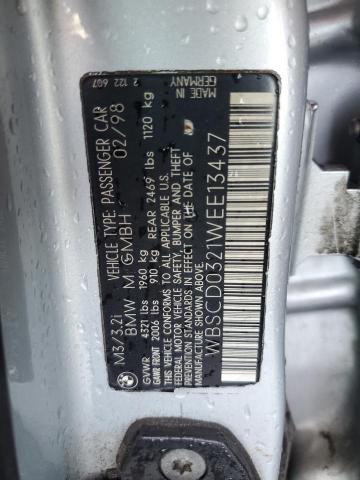 M3/3.2i VEHICLE TYPE: PASSENGER CAR 2 122 607
BMW M GMBH 02/98
GVWR 4321 LBS 1960 kg
GAWR FRONT 2006 LBS 910 kg REAR 2469 lbs 1120 kg
THIS VEHICLE CONFORMS TO ALL APPLICABLE U.S.
FEDERAL MOTOR VEHICLE SAFETY, BUMPER, AND THEFT
PREVENTION STANDARDS IN EFFECT ON THE DATE OF
MANUFACTURE SHOWN ABOVE.
MADE IN
GERMANY
WBSCD0321WEE13437